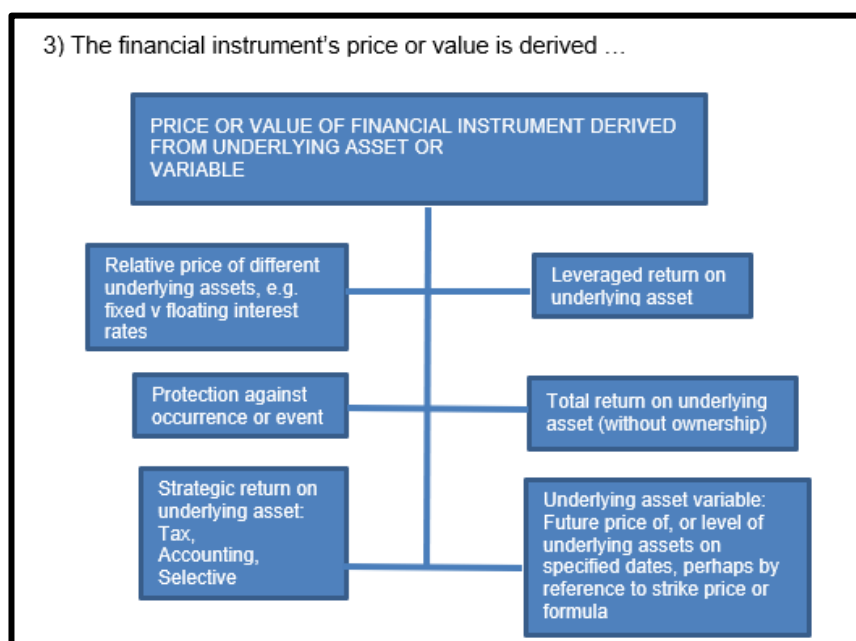 3) The financial instrument's price or value is derived …
PRICE OR VALUE OF FINANCIAL INSTRUMENT DERIVED
FROM UNDERLYING ASSET OR
VARIABLE
Relative price of different
underlying assets, e.g.
fixed v floating interest
rates
Leveraged return on
underlying asset
Protection against
occurrence or event
Total return on underlying
asset (without ownership)
Strategic return on
underlying asset:
Tax,
Accounting,
Selective
Underlying asset variable:
Future price of, or level of
underlying assets on
specified dates, perhaps by
reference to strike price or
formula